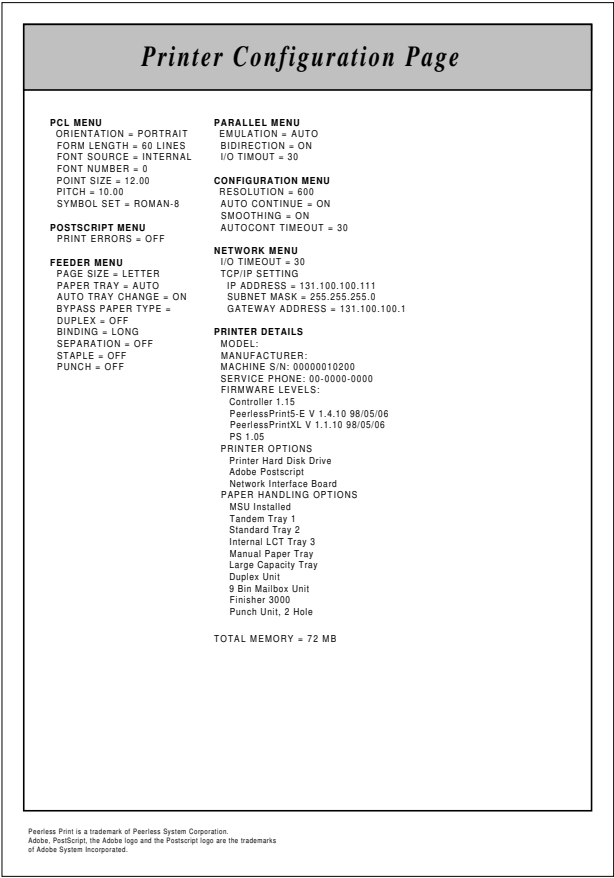 Printer Configuration Page
PCL MENU
ORIENTATION = PORTRAIT
FORM LENGTH = 60 LINES
FONT SOURCE = INTERNAL
FONT NUMBER = 0
POINT SIZE = 12.00
PITCH = 10.00
SYMBOL SET = ROMAN-8
POSTSCRIPT MENU
PRINT ERRORS = OFF
FEEDER MENU
PAGE SIZE = LETTER
PAPER TRAY = AUTO
AUTO TRAY CHANGE = ON
BYPASS PAPER TYPE =
DUPLEX = OFF
BINDING = LONG
SEPARATION = OFF
STAPLE = OFF
PUNCH = OFF
PARALLEL MENU
EMULATION = AUTO
BIDIRECTION = ON
I/O TIMOUT = 30
CONFIGURATION MENU
RESOLUTION = 600
AUTO CONTINUE = ON
SMOOTHING = ON
AUTOCONT TIMEOUT = 30
NETWORK MENU
I/O TIMEOUT = 30
TCP/IP SETTING
IP ADDRESS = 131.100.100.111
SUBNET MASK = 255.255.255.0
GATEWAY ADDRESS = 131.100.100.1
PRINTER DETAILS
MODEL:
MANUFACTURER:
MACHINE S/N: 00000010200
SERVICE PHONE: 00-0000-0000
FIRMWARE LEVELS:
Controller 1.15
PeerlessPrint5-E V 1.4.10 98/05/06
PeerlessPrintXL V 1.1.10 98/05/06
PS 1.05
PRINTER OPTIONS
Printer Hard Disk Drive
Adobe Postscript
Network Interface Board
PAPER HANDLING OPTIONS
MSU Installed
Tandem Tray 1
Standard Tray 2
Internal LCT Tray 3
Manual Paper Tray
Large Capacity Tray
Duplex Unit
9 Bin Mailbox Unit
Finisher 3000
Punch Unit, 2 Hole
TOTAL MEMORY = 72 MB
Peerless Print is a trademark of Peerless System Corporation.
Adobe, PostScript, the Adobe logo and the Postscript logo are the trademarks
of Adobe System Incorporated.